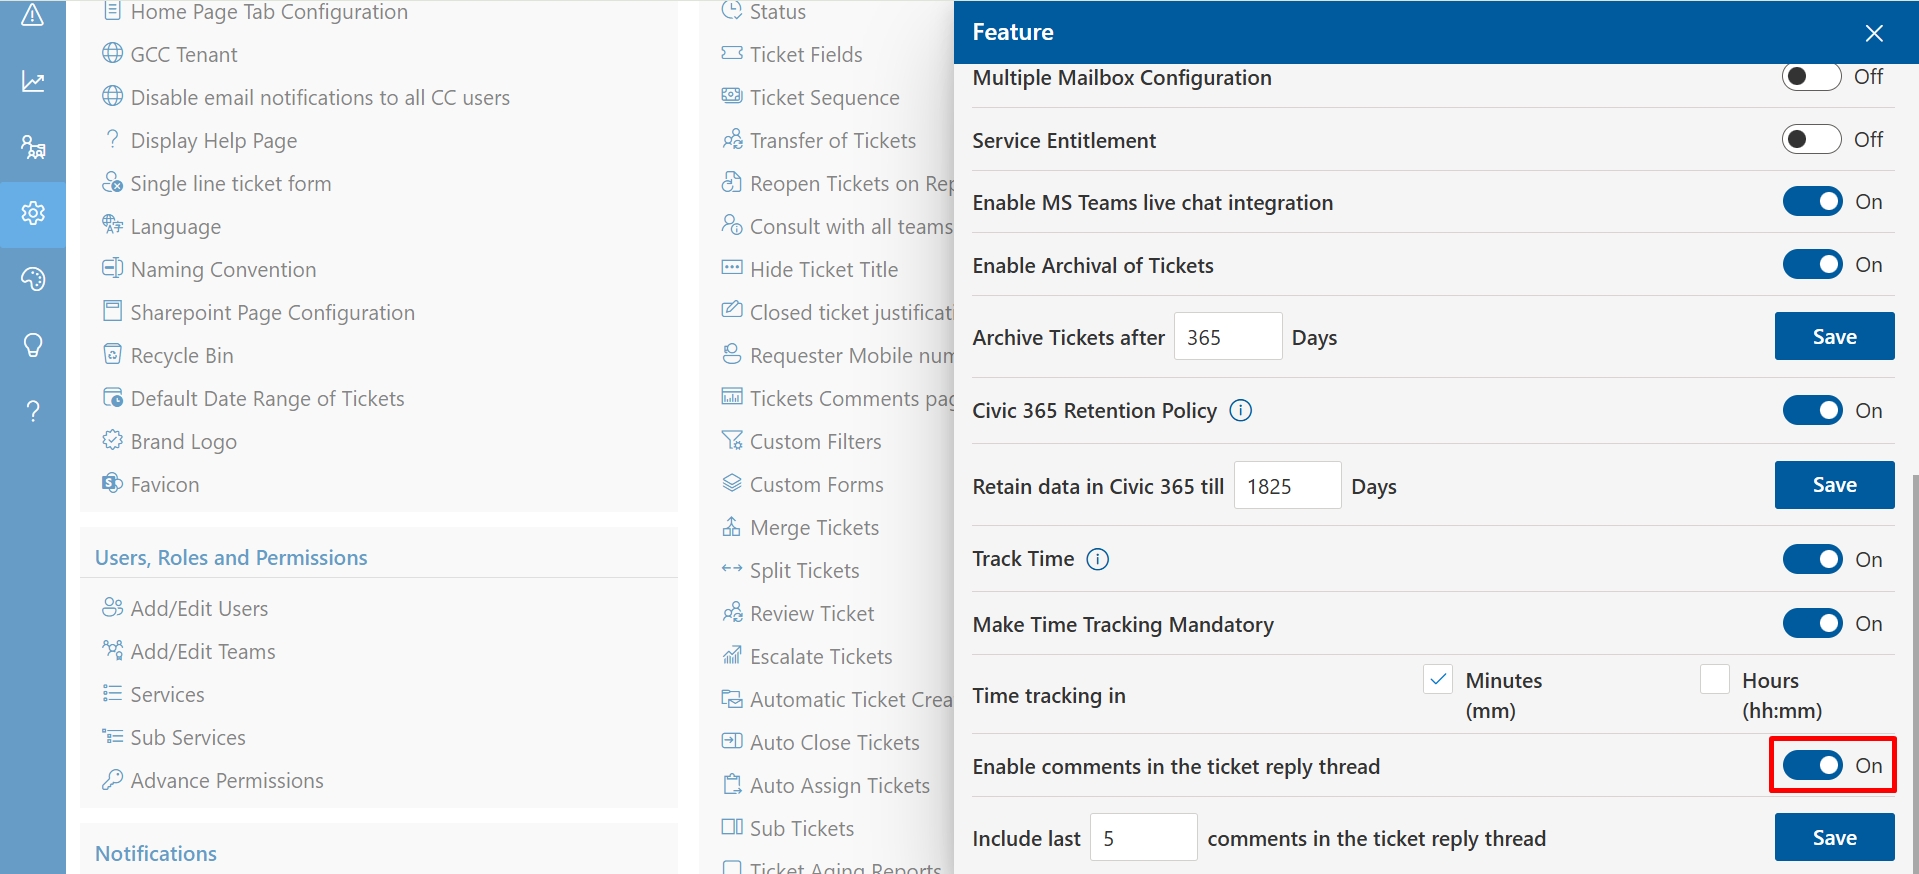 Home Page Tab Configuration
GCC Tenant
Disable email notifications to all CC users
Display Help Page
Single line ticket form
Language
Naming Convention
Sharepoint Page Configuration
Recycle Bin
Default Date Range of Tickets
Brand Logo
Favicon
Users, Roles and Permissions
Add/Edit Users
Add/Edit Teams
Services
Sub Services
Advance Permissions
Notifications
Status
Ticket Fields
Ticket Sequence
Transfer of Tickets
Reopen Tickets on Rep
Consult with all teams
Hide Ticket Title
Closed ticket justificati
Requester Mobile num
Tickets Comments pag
Custom Filters
Custom Forms
Merge Tickets
Split Tickets
Review Ticket
Escalate Tickets
Automatic Ticket Crea
Auto Close Tickets
Auto Assign Tickets
Sub Tickets
Ticket Aging Reports
Feature
Multiple Mailbox Configuration Off
Service Entitlement Off
Enable MS Teams live chat integration On
Enable Archival of Tickets On
Archive Tickets after 365 Days Save
Civic 365 Retention Policy On
Retain data in Civic 365 till 1825 Days Save
Track Time On
Make Time Tracking Mandatory On
Time tracking in Minutes (mm) Hours (hh:mm)
Enable comments in the ticket reply thread On
Include last 5 comments in the ticket reply thread Save